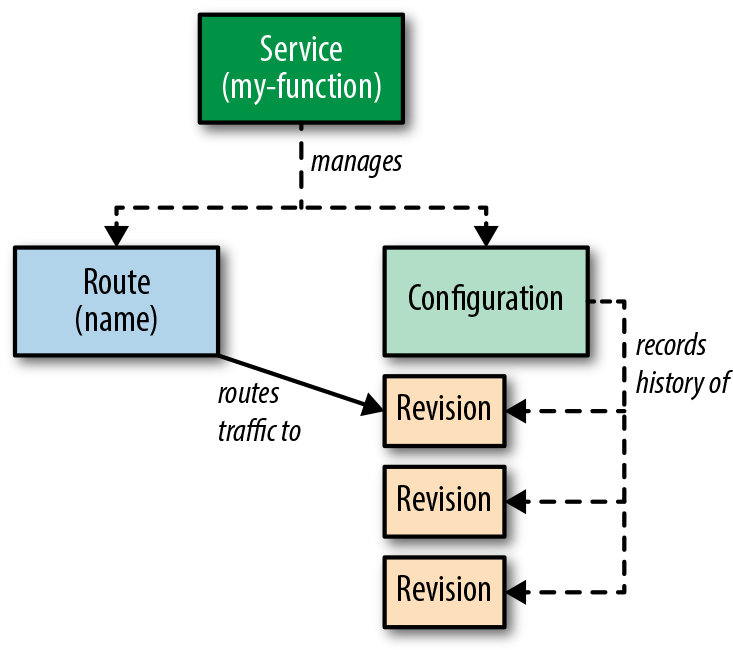 Service
(my-function)
manages
Route
(name)
Configuration
records
history of
routes
traffic to
Revision
Revision
Revision